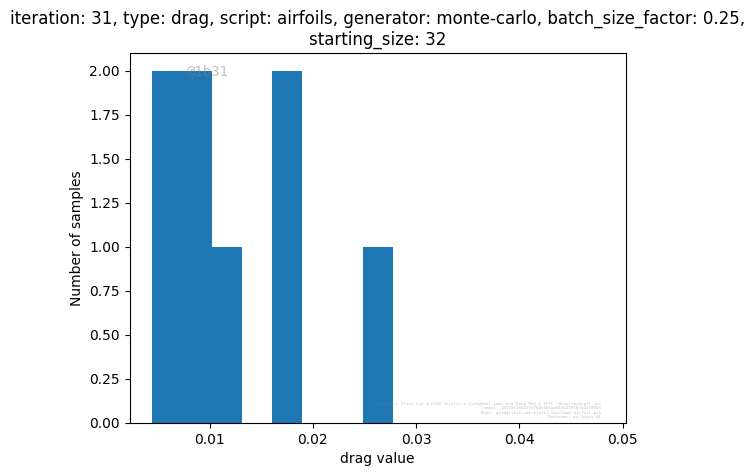 iteration: 31, type: drag, script: airfoils, generator: monte-carlo, batch_size_factor: 0.25,
starting_size: 32
@1b31
2.00
1.75
1.50
1.25
1.00
0.75
0.50
0.25
0.00
Number of samples
0.01
0.02
0.03
0.04
0.05
drag value